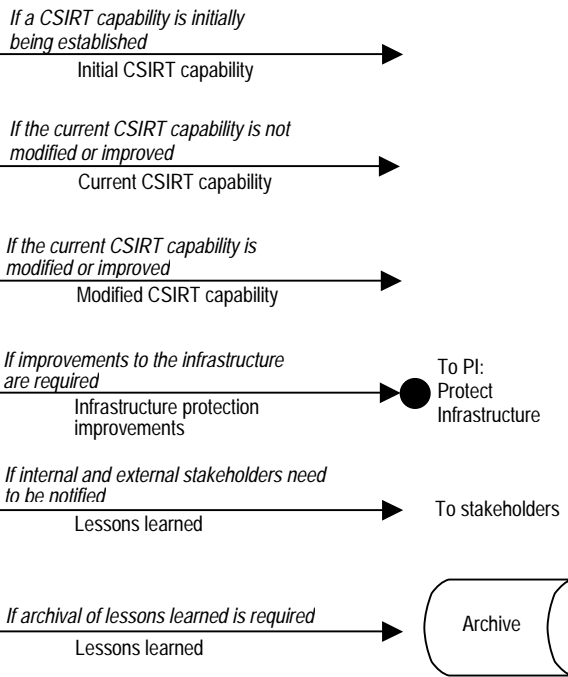 If a CSIRT capability is initially
being established
Initial CSIRT capability
If the current CSIRT capability is not
modified or improved
Current CSIRT capability
If the current CSIRT capability is
modified or improved
Modified CSIRT capability
If improvements to the infrastructure
are required
Infrastructure protection
improvements
To PI:
Protect
Infrastructure
If internal and external stakeholders need
to be notified
Lessons learned
To stakeholders
If archival of lessons learned is required
Lessons learned
Archive